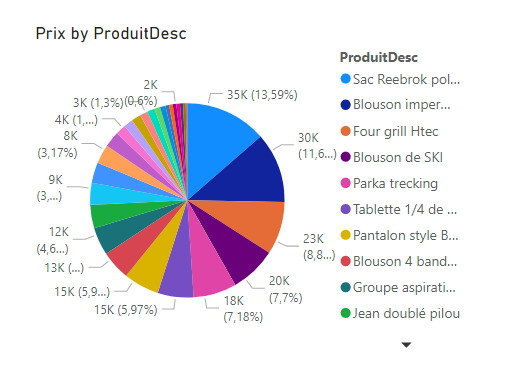 Prix by ProduitDesc
ProduitDesc
Sac Reebrok pol...
Blouson imper...
Four grill Htec
Blouson de SKI
Parka trecking
Tablette 1/4 de ...
Pantalon style B...
Blouson 4 band...
Groupe aspirati...
Jean doublé pilou
35K (13,59%)
30K
(11,6...)
23K
(8,8...)
20K
(7,7%)
18K
(7,18%)
15K (5,97%)
15K (5,9...)
13K (...)
12K
(4,6...)
9K
(3,...)
8K
(3,17%)
4K (1,...)
3K (1,3%)
2K
(0,6%)